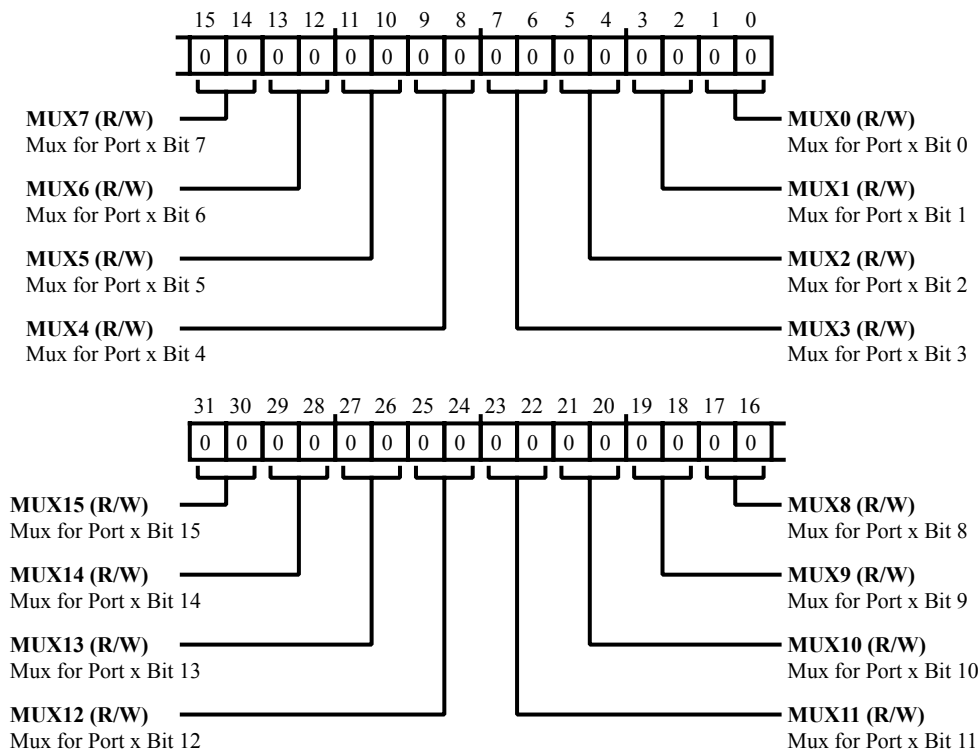 15 14 13 12 11 10 9 8 7 6 5 4 3 2 1 0
0 0 0 0 0 0 0 0 0 0 0 0 0 0 0 0
MUX7 (R/W)
Mux for Port x Bit 7
MUX6 (R/W)
Mux for Port x Bit 6
MUX5 (R/W)
Mux for Port x Bit 5
MUX4 (R/W)
Mux for Port x Bit 4
MUX0 (R/W)
Mux for Port x Bit 0
MUX1 (R/W)
Mux for Port x Bit 1
MUX2 (R/W)
Mux for Port x Bit 2
MUX3 (R/W)
Mux for Port x Bit 3
31 30 29 28 27 26 25 24 23 22 21 20 19 18 17 16
0 0 0 0 0 0 0 0 0 0 0 0 0 0 0 0
MUX15 (R/W)
Mux for Port x Bit 15
MUX14 (R/W)
Mux for Port x Bit 14
MUX13 (R/W)
Mux for Port x Bit 13
MUX12 (R/W)
Mux for Port x Bit 12
MUX8 (R/W)
Mux for Port x Bit 8
MUX9 (R/W)
Mux for Port x Bit 9
MUX10 (R/W)
Mux for Port x Bit 10
MUX11 (R/W)
Mux for Port x Bit 11